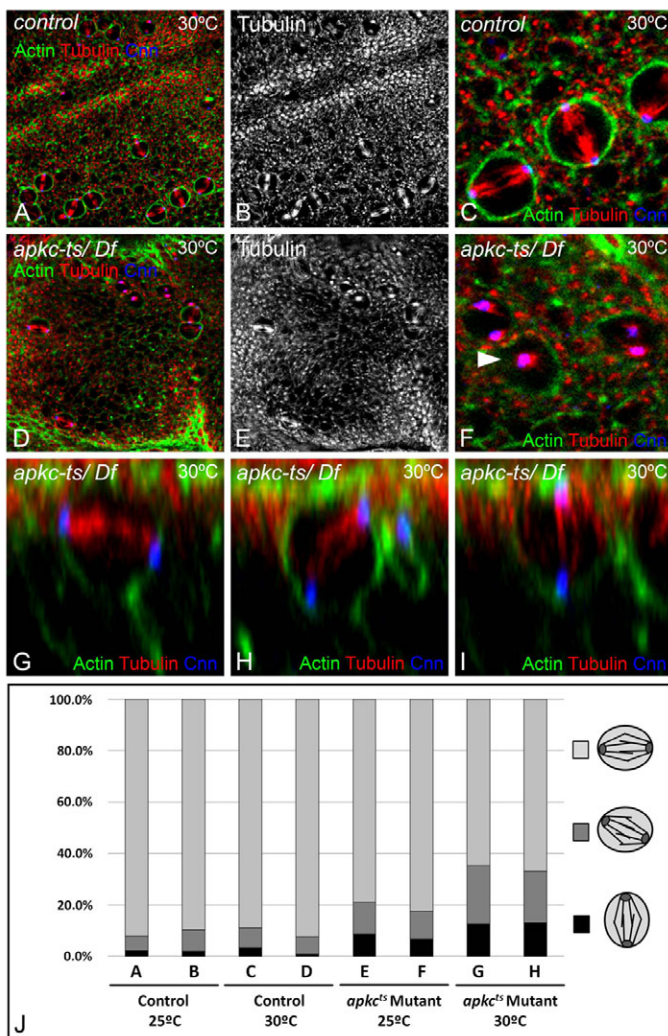 control 30ºC
Actin Tubulin Cnn
A
Tubulin
B
control 30ºC
C Actin Tubulin Cnn
apkc-ts/ Df 30ºC
Actin Tubulin Cnn
D
Tubulin
E
apkc-ts/ Df 30ºC
F Actin Tubulin Cnn
apkc-ts/ Df 30ºC
G Actin Tubulin Cnn
apkc-ts/ Df 30ºC
H Actin Tubulin Cnn
apkc-ts/ Df 30ºC
I Actin Tubulin Cnn
100.0%
80.0%
60.0%
40.0%
20.0%
0.0%
A B C D E F G H
Control Control apkcts Mutant apkcts Mutant
25ºC 30ºC 25ºC 30ºC
J